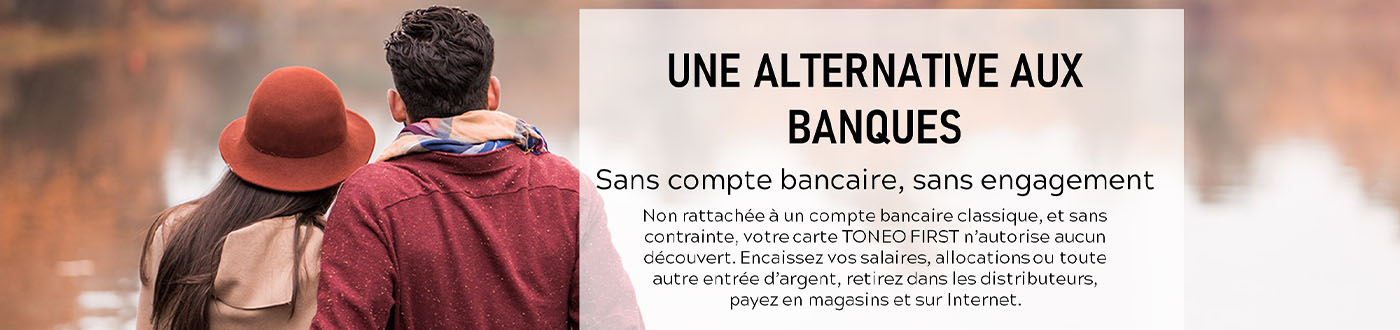 UNE ALTERNATIVE AUX
BANQUES
Sans compte bancaire, sans engagement
Non rattachée à un compte bancaire classique, et sans
contrainte, votre carte TONEO FIRST n’autorise aucun
découvert. Encaissez vos salaires, allocations ou toute
autre entrée d’argent, retirez dans les distributeurs,
payez en magasins et sur Internet.